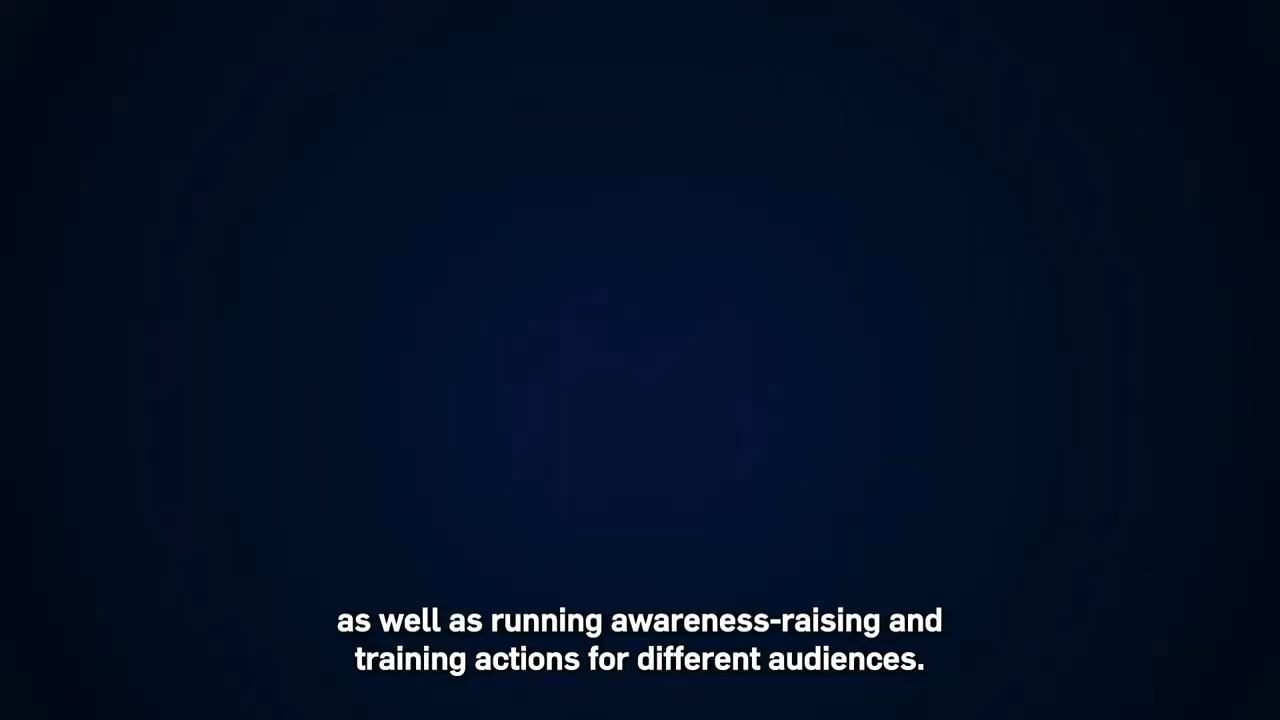 as well as running awareness-raising and
training actions for different audiences.